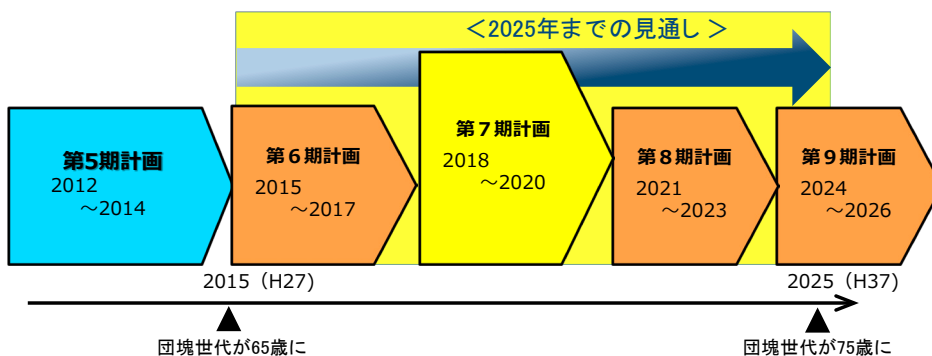 ＜2025年までの見通し ＞
第5期計画
2012
～2014
第６期計画
2015
～2017
第７期計画
2018
～2020
第８期計画
2021
～2023
第９期計画
2024
～2026
2015（H27）
2025（H37）
団塊世代が65歳に
団塊世代が75歳に